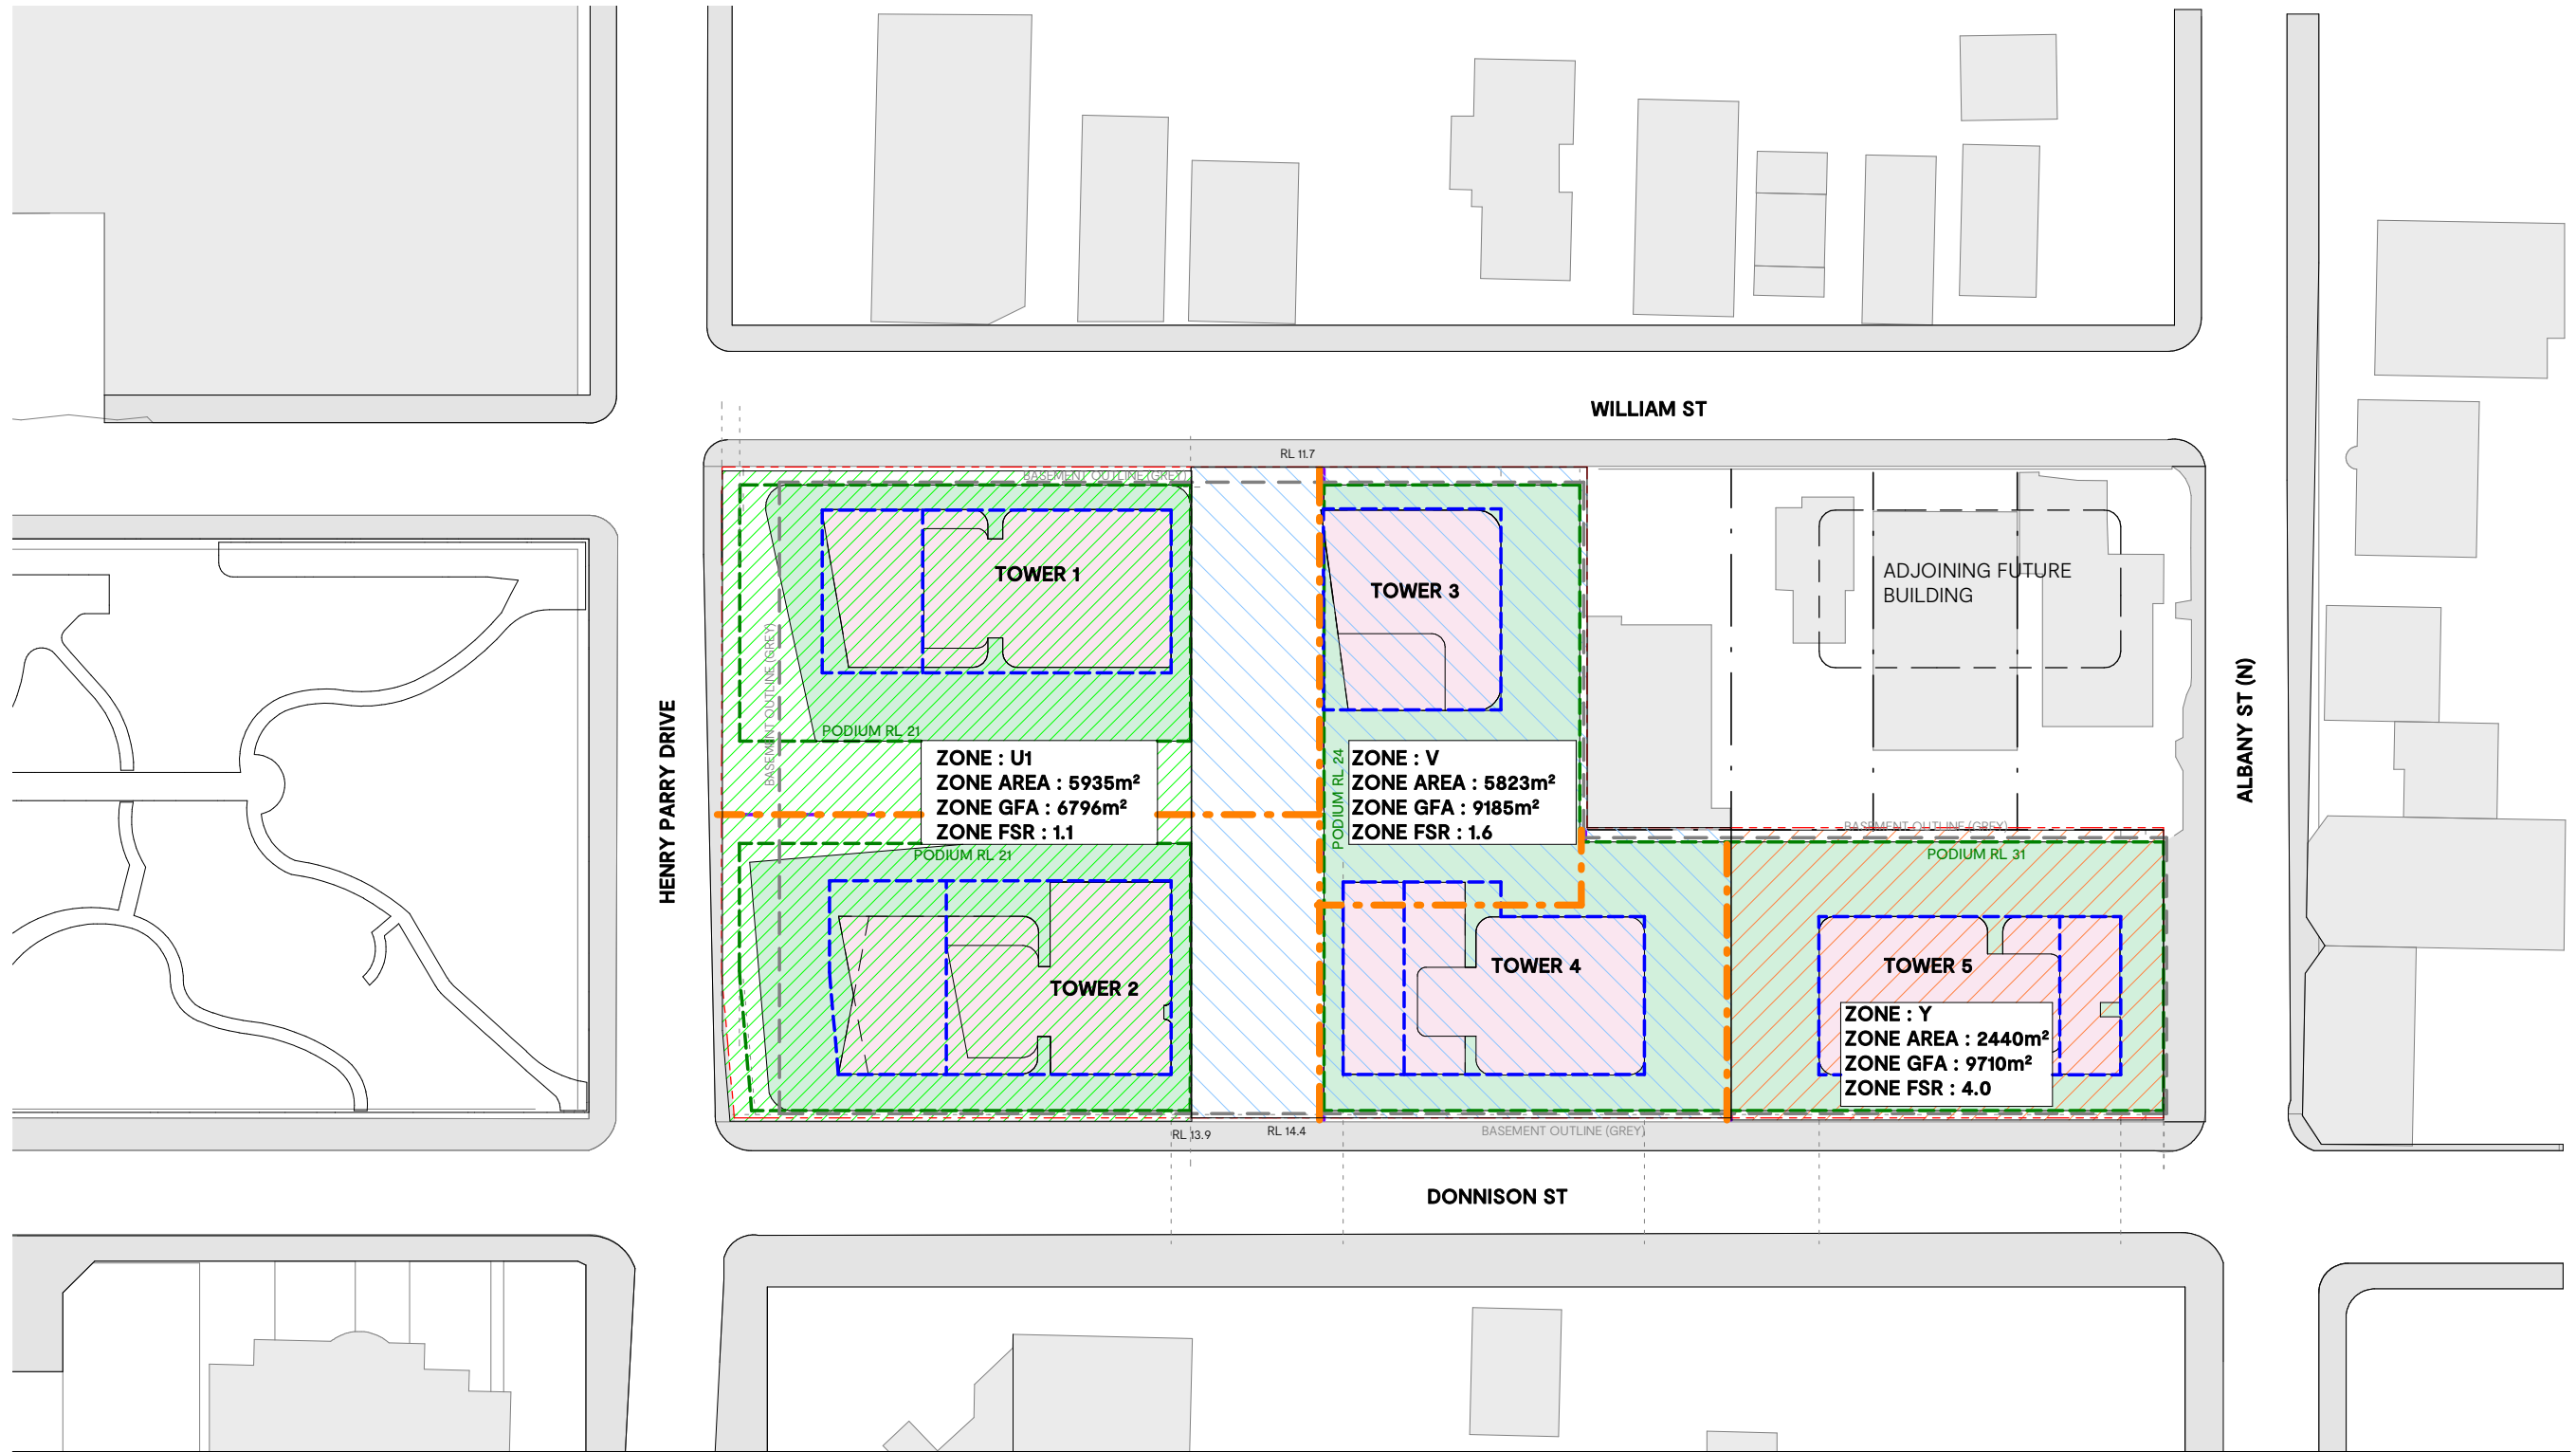 WILLIAM ST
RL 11.7
BASEMENT OUTLINE (GREY)
TOWER 1
TOWER 3
ADJOINING FUTURE
BUILDING
BASEMENT OUTLINE (GREY)
HENRY PARRY DRIVE
ALBANY ST (N)
PODIUM RL 21
ZONE : U1
ZONE AREA : 5935m²
ZONE GFA : 6796m²
ZONE FSR : 1.1
PODIUM RL 24
ZONE : V
ZONE AREA : 5823m²
ZONE GFA : 9185m²
ZONE FSR : 1.6
BASEMENT OUTLINE (GREY)
PODIUM RL 21
PODIUM RL 31
TOWER 2
TOWER 4
TOWER 5
ZONE : Y
ZONE AREA : 2440m²
ZONE GFA : 9710m²
ZONE FSR : 4.0
RL 13.9
RL 14.4
BASEMENT OUTLINE (GREY)
DONNISON ST